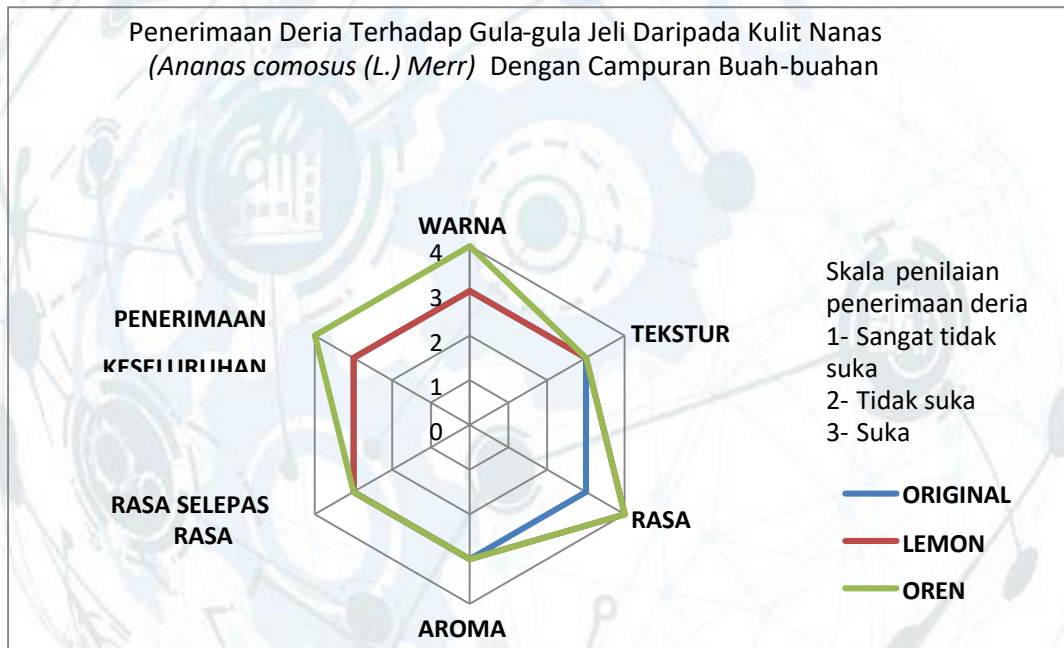 Penerimaan Deria Terhadap Gula-gula Jeli Daripada Kulit Nanas
(Ananas comosus (L.) Merr) Dengan Campuran Buah-buahan
WARNA
4
3
2
1
0
TEKSTUR
RASA
AROMA
RASA SELEPAS
RASA
PENERIMAAN
KESELURUHAN
Skala penilaian
penerimaan deria
1- Sangat tidak
suka
2- Tidak suka
3- Suka
ORIGINAL
LEMON
OREN